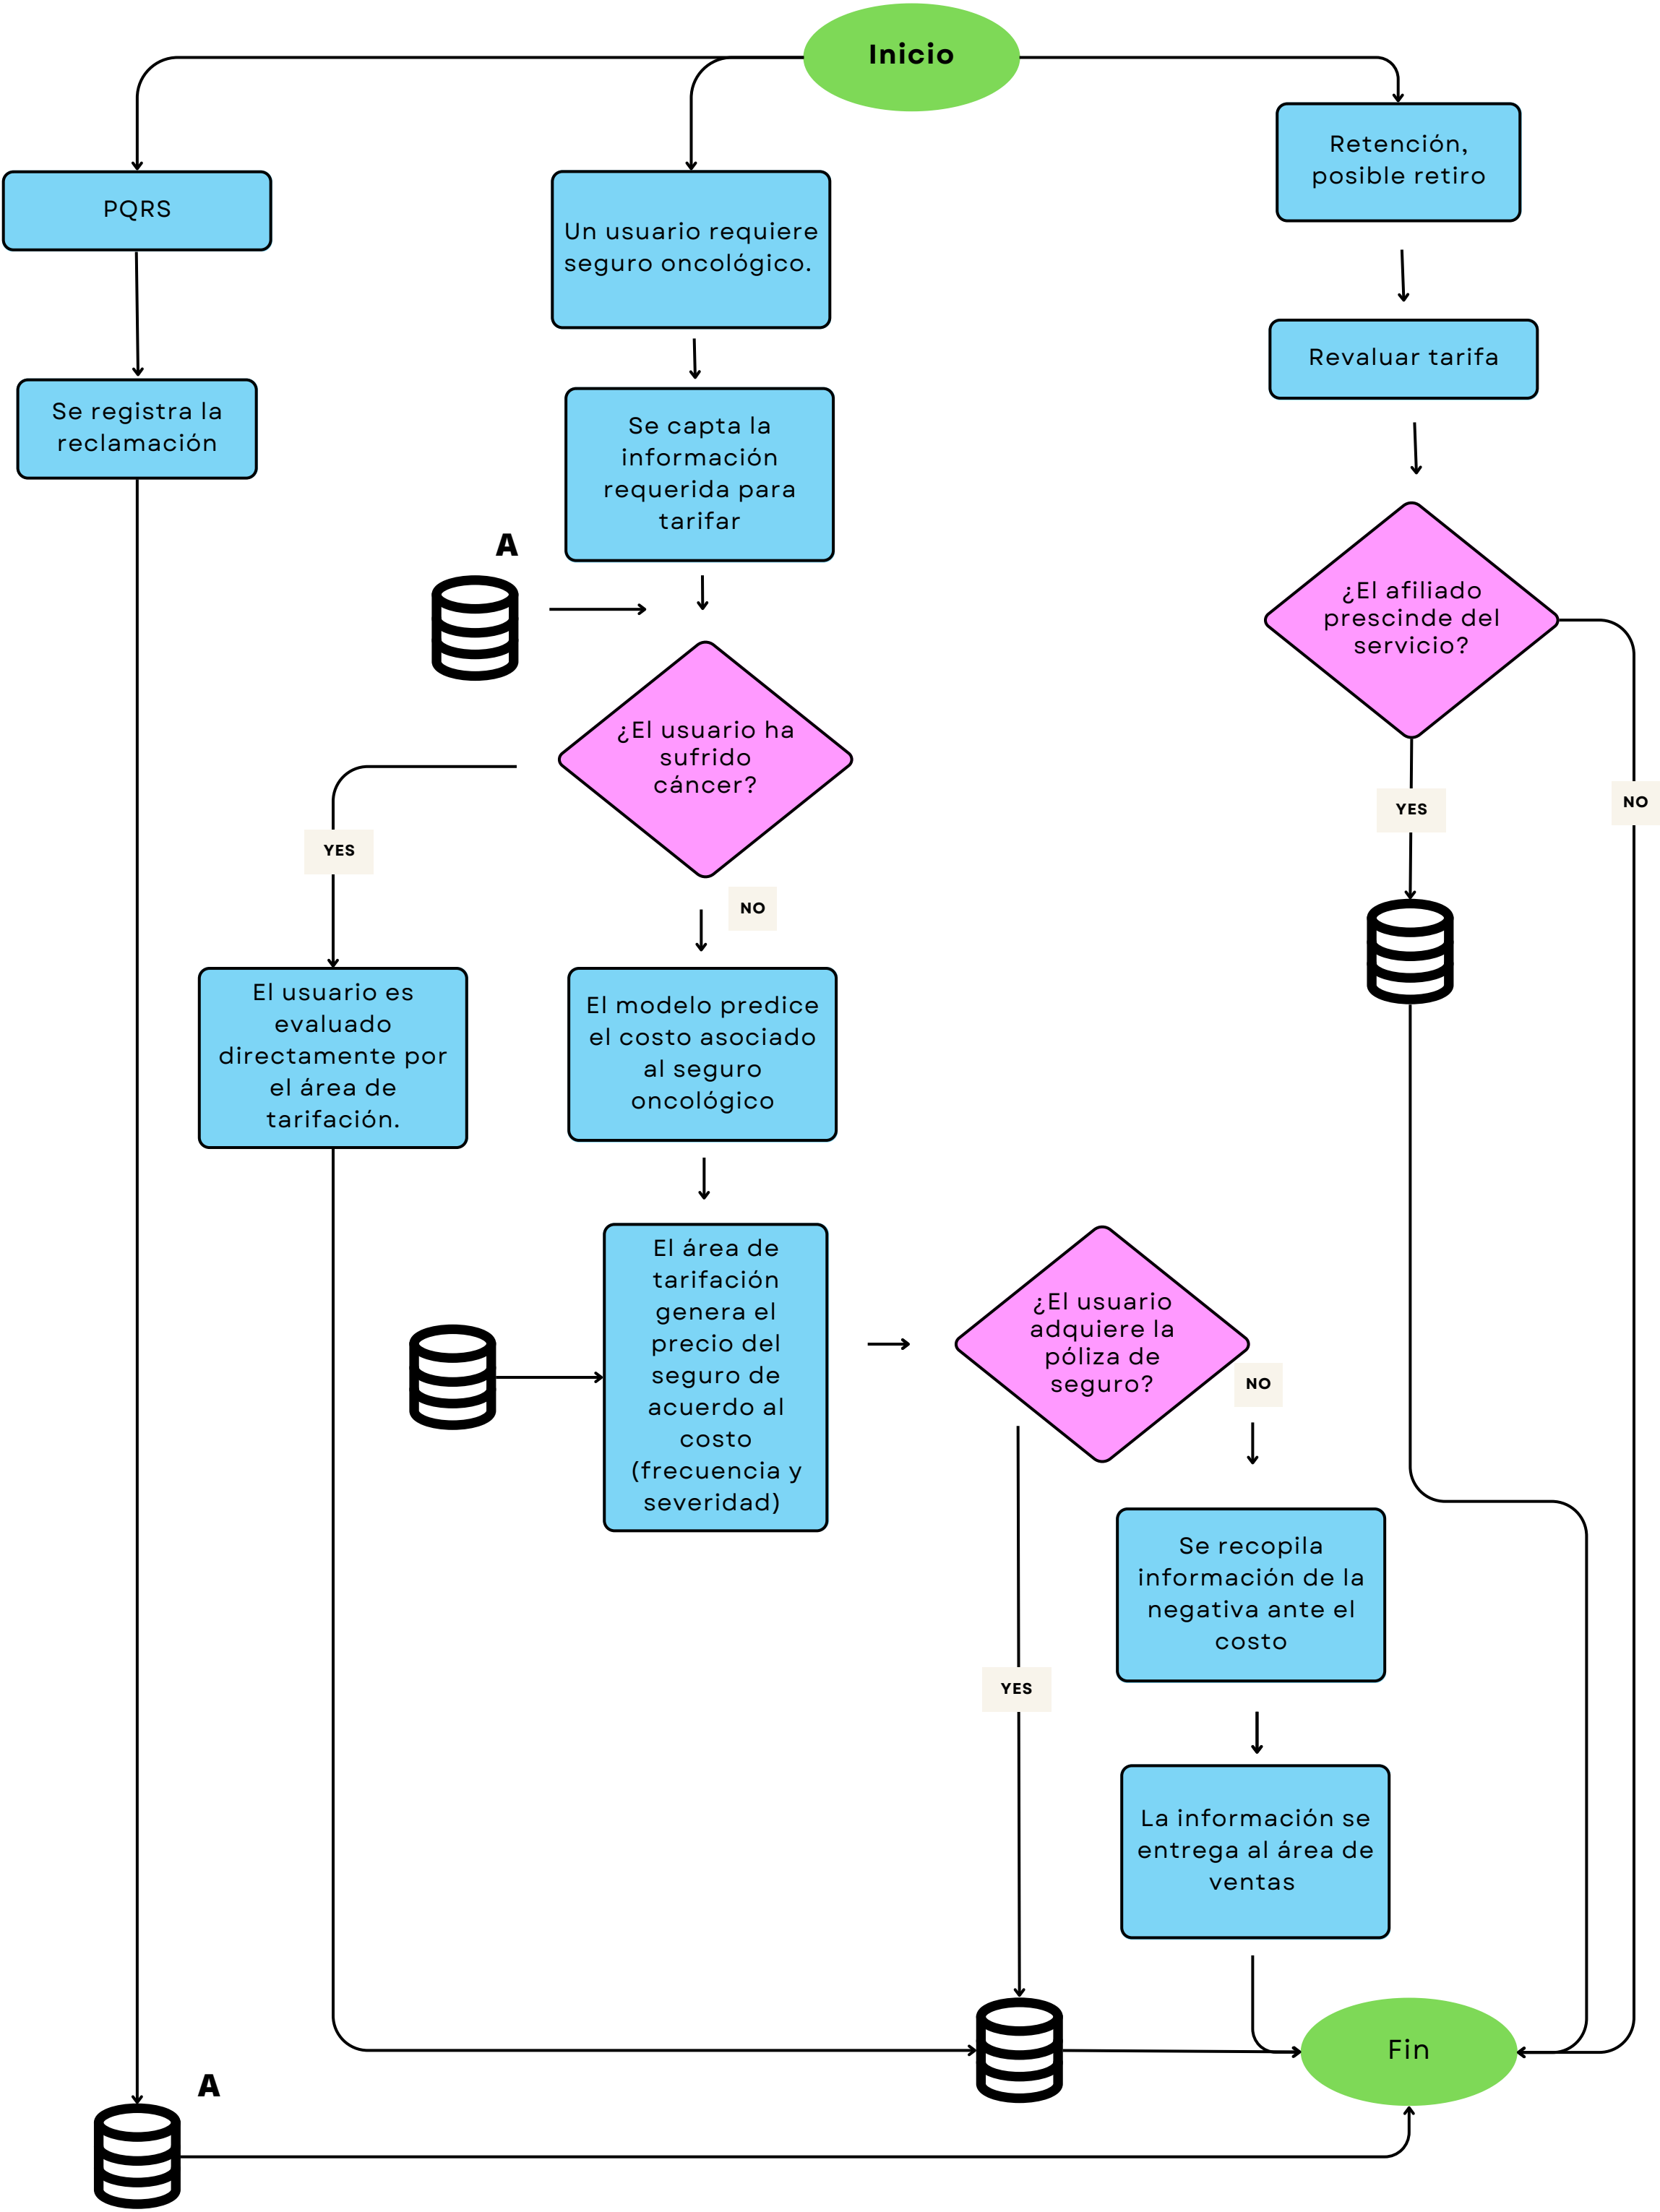 Inicio
PQRS
Se registra la
reclamación
Un usuario requiere
seguro oncológico.
Se capta la
información
requerida para
tarifar
A
¿El usuario ha
sufrido
cáncer?
YES
NO
El usuario es
evaluado
directamente por
el área de
tarifación.
El modelo predice
el costo asociado
al seguro
oncológico
El área de
tarifación
genera el
precio del
seguro de
acuerdo al
costo
(frecuencia y
severidad)
¿El usuario
adquiere la
póliza de
seguro?
NO
YES
Se recopila
información de la
negativa ante el
costo
La información se
entrega al área de
ventas
Retención,
posible retiro
Revaluar tarifa
¿El afiliado
prescinde del
servicio?
YES
NO
Fin
A